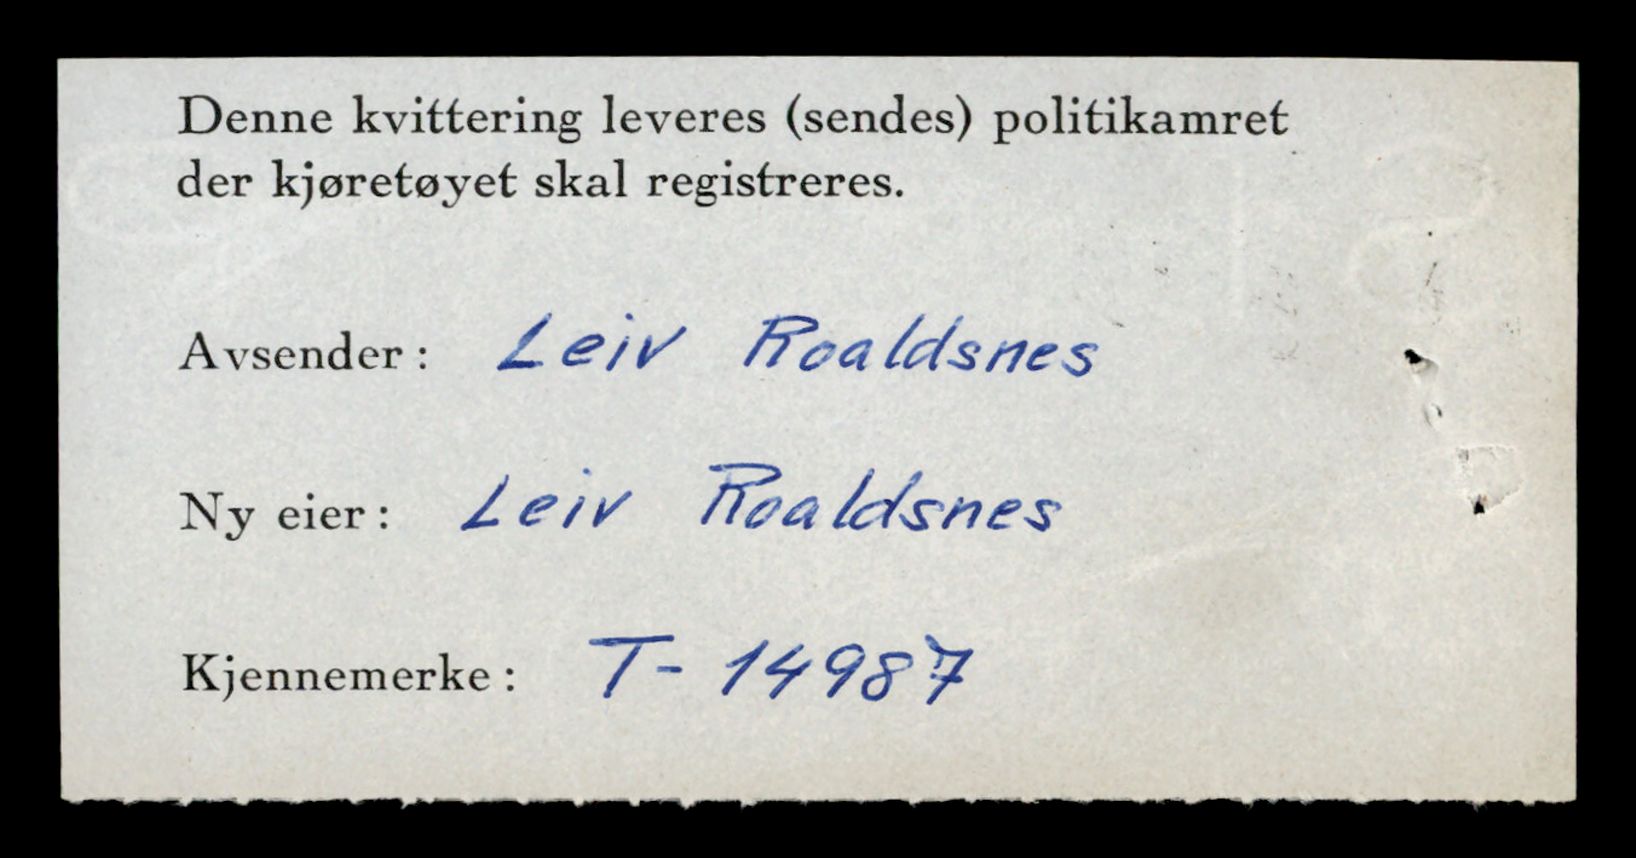 Denne kvittering leveres (sendes) politikamret
der kjøretøyet skal registreres.
Avsender: Leiv Roaldsnes
Ny eier: Leiv Roaldsnes
Kjennemerke: T- 14987